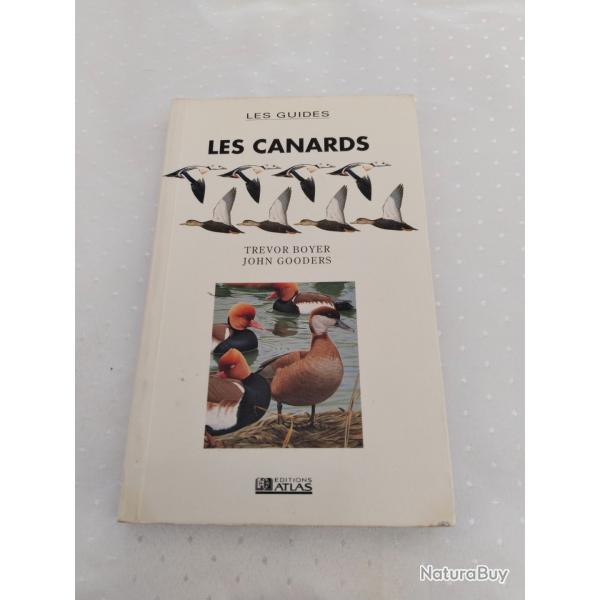 LES GUIDES
LES CANARDS
TREVOR BOYER
JOHN GOODERS
EDITIONS
ATLAS
NaturaBuy